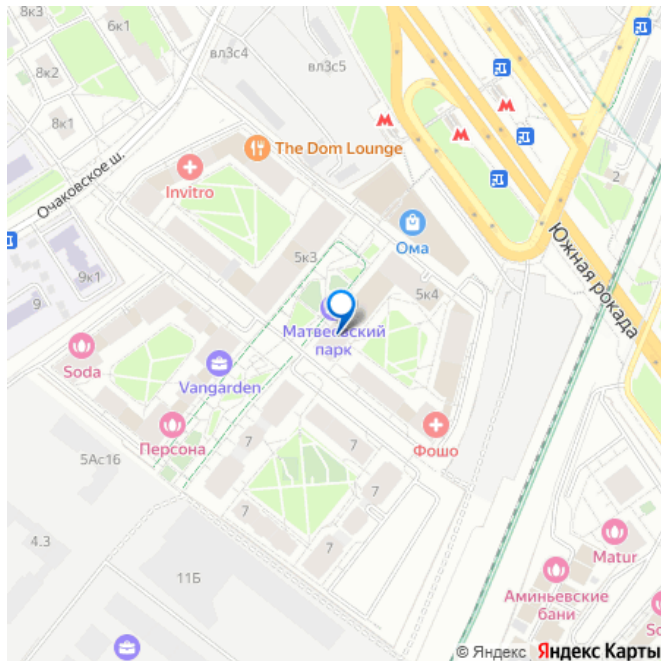 8к3
6к1
8к2
8к1
вл3с4
вл3с5
The Dom Lounge
Invitro
Очаковское ш.
2
Ома
Южная рокада
5к3
9к1
5к4
9
Матвеевский
парк
Soda
Vangarden
Персона
Фошо
7
7
5Ас16
7
7
4.3
7
11Б
Matur
Аминьевские
бани
© Яндекс Яндекс Карты